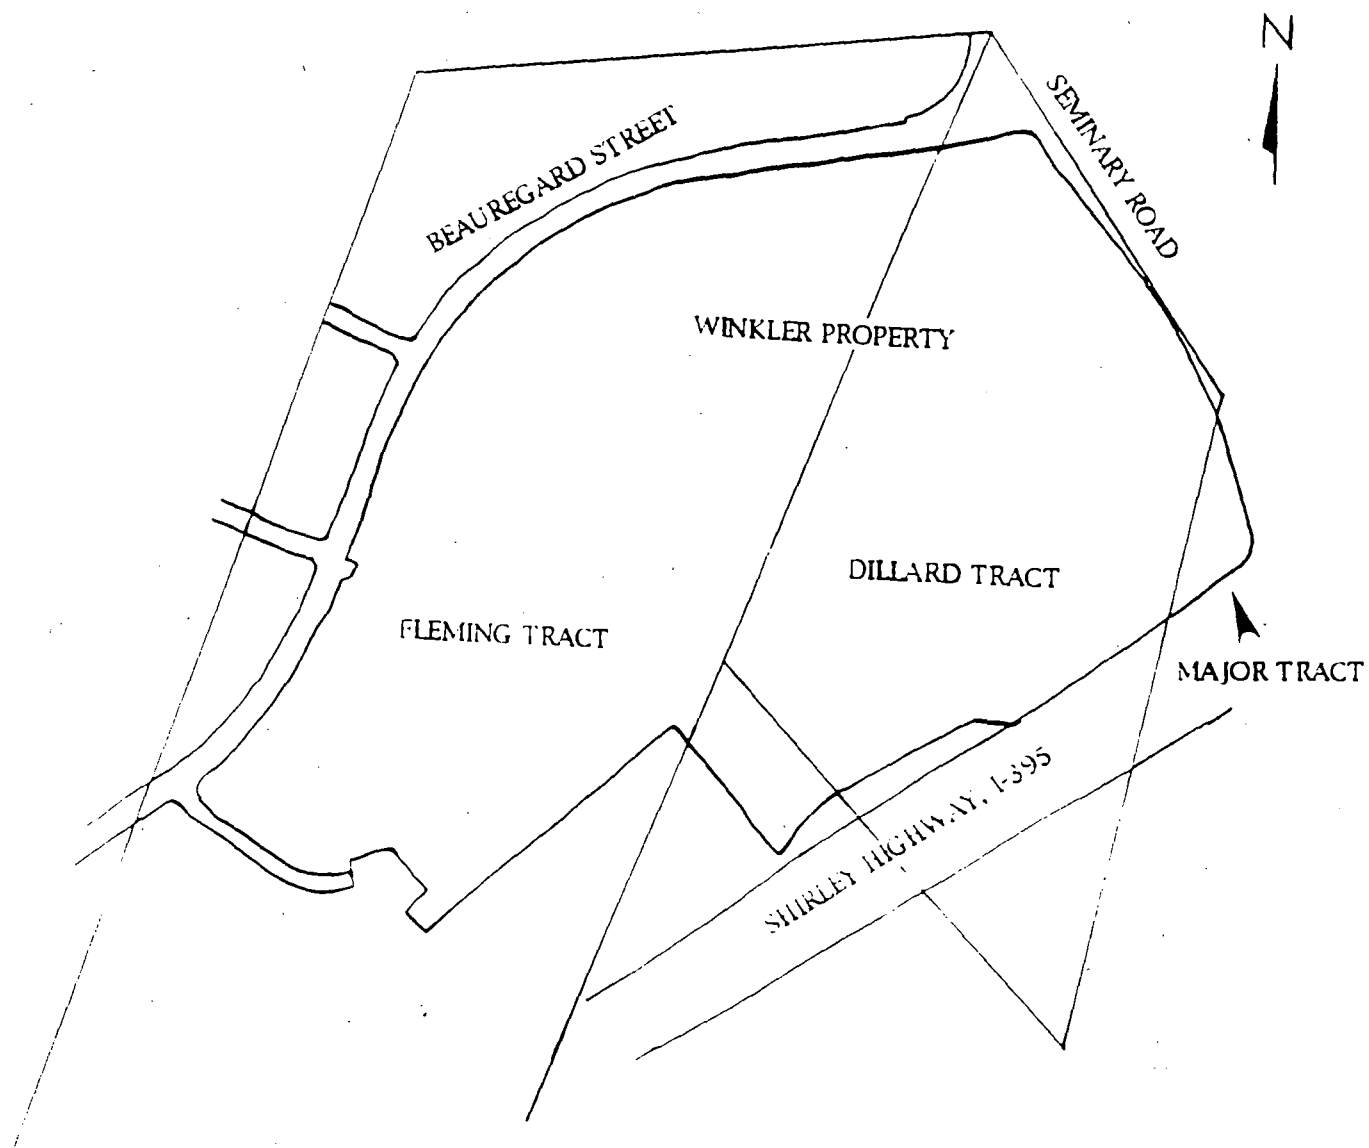 N
SEMINARY ROAD
BEAUREGARD STREET
WINKLER PROPERTY
DILLARD TRACT
FLEMING TRACT
MAJOR TRACT
SHIRLEY HIGHWAY, I-395